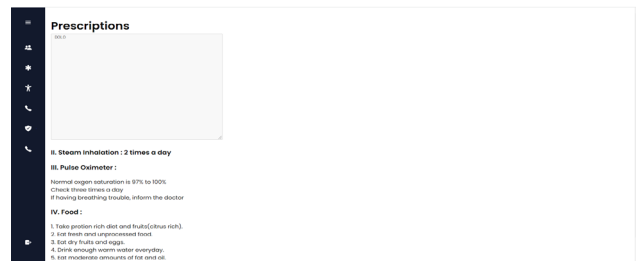 Prescriptions
II. Steam Inhalation : 2 times a day
III. Pulse Oximeter :
Normal oxgen saturation is 97% to 100%
Check three times a day
If having breathing trouble, inform the doctor
IV. Food :
1. Take protien rich diet and fruits(citrus rich).
2. Eat fresh and unprocessed food.
3. Eat dry fruits and eggs.
4. Drink enough warm water everyday.
5. Eat moderate amounts of fat and oil.